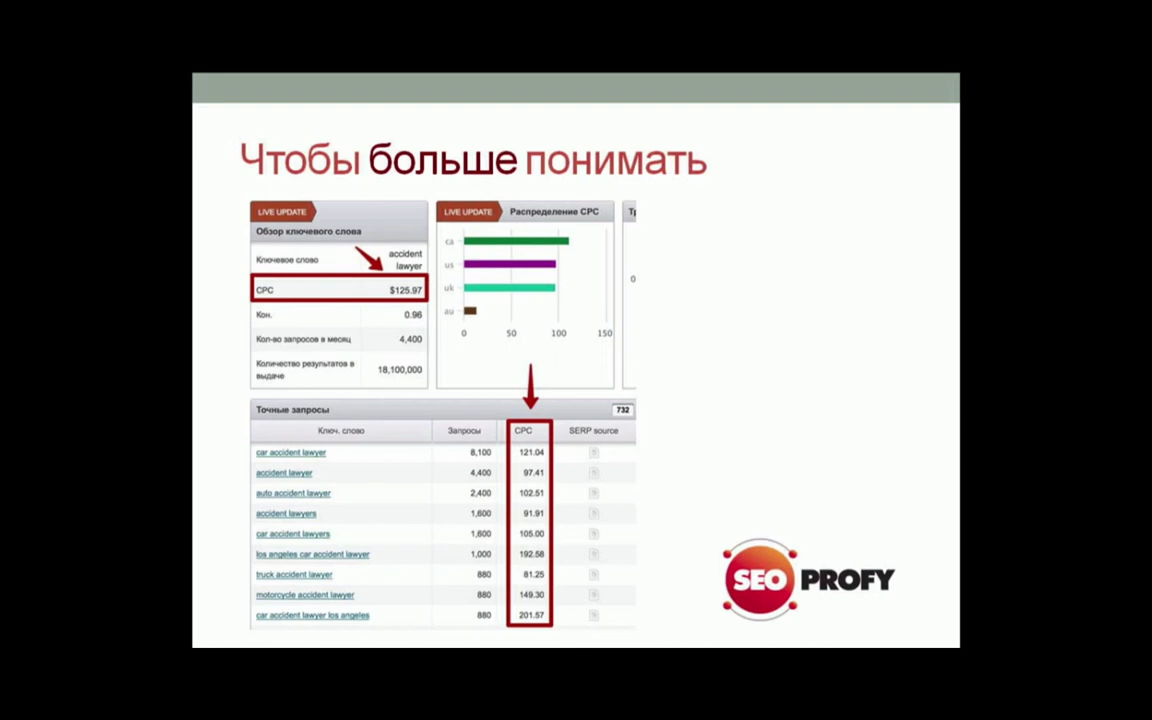 Чтобы больше понимать
LIVE UPDATE
Обзор ключевого слова
Ключевое слово accident lawyer
CPC $125.97
Кон. 0.96
Кол-во запросов в месяц 4,400
Количество результатов в выдаче 18,100,000
LIVE UPDATE Распределение CPC
ca
us
uk
au
0 50 100 150
Точные запросы 732
Ключ. слово Запросы CPC SERP source
car accident lawyer 8,100 121.04
accident lawyer 4,400 97.41
auto accident lawyer 2,400 102.51
accident lawyers 1,600 91.91
car accident lawyers 1,600 105.00
los angeles car accident lawyer 1,000 192.58
truck accident lawyer 880 81.25
motorcycle accident lawyer 880 149.30
car accident lawyer los angeles 880 201.57
SEO PROFY